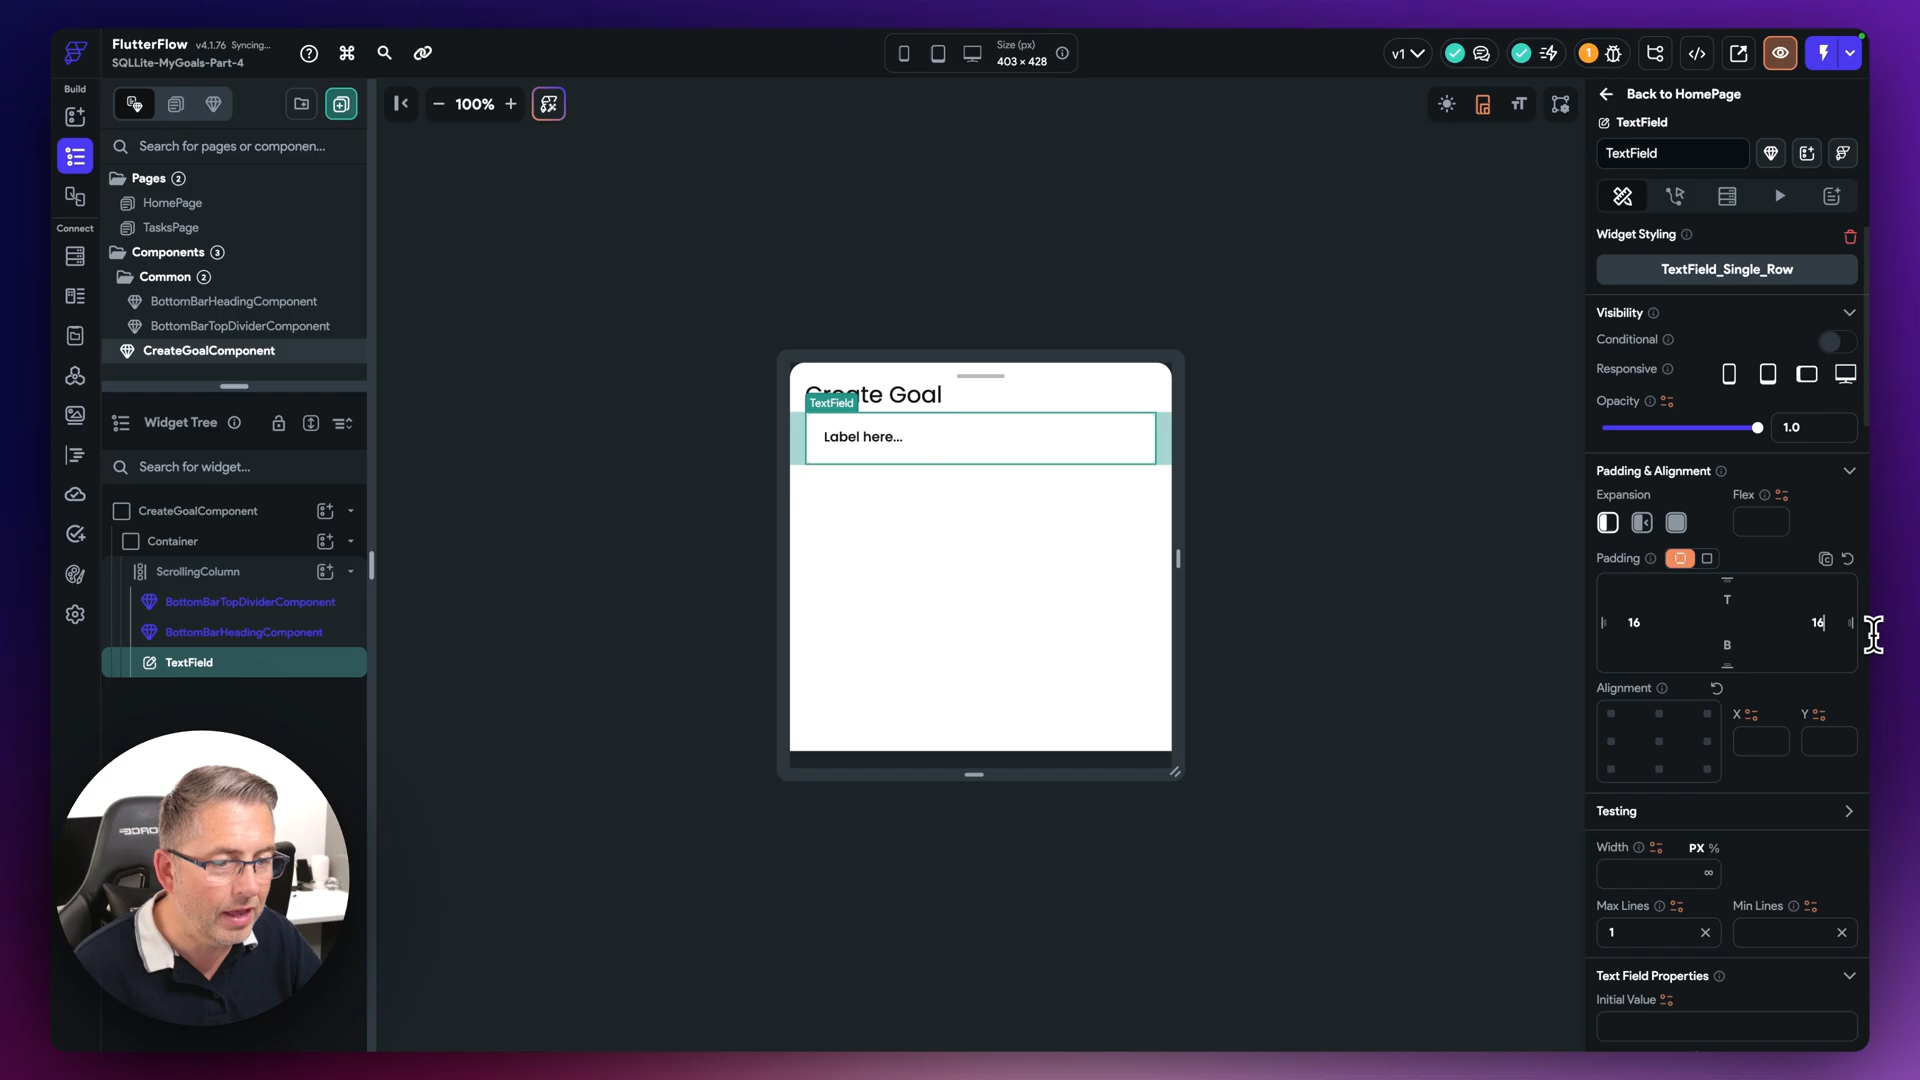 FlutterFlow v4.1.76 Syncing...
SQLLite-MyGoals-Part-4
Size (px)
403 × 428
v1
1
Build
Connect
100%
Search for pages or componen...
Pages 2
HomePage
TasksPage
Components 3
Common 2
BottomBarHeadingComponent
BottomBarTopDividerComponent
CreateGoalComponent
Widget Tree
Search for widget...
CreateGoalComponent
Container
ScrollingColumn
BottomBarTopDividerComponent
BottomBarHeadingComponent
TextField
Create Goal
TextField
Label here...
Back to HomePage
TextField
TextField
Widget Styling
TextField_Single_Row
Visibility
Conditional
Responsive
Opacity
1.0
Padding & Alignment
Expansion
Flex
Padding
T
16
16
B
Alignment
X
Y
Testing
Width
PX %
∞
Max Lines
Min Lines
1
Text Field Properties
Initial Value